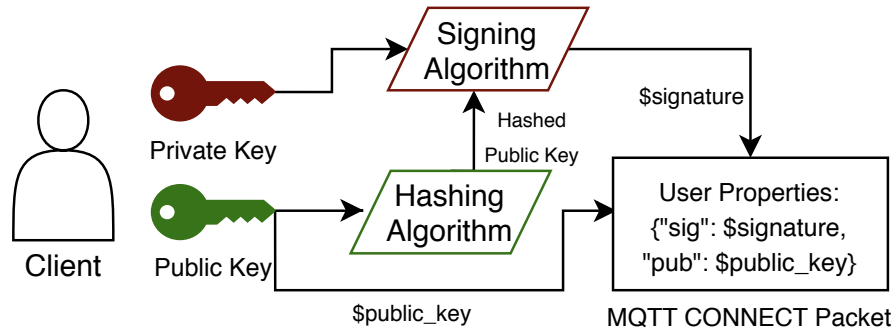 Signing
Algorithm
$signature
Hashed
Public Key
Private Key
Hashing
Algorithm
User Properties:
{"sig": $signature,
"pub": $public_key}
Client
Public Key
$public_key
MQTT CONNECT Packet